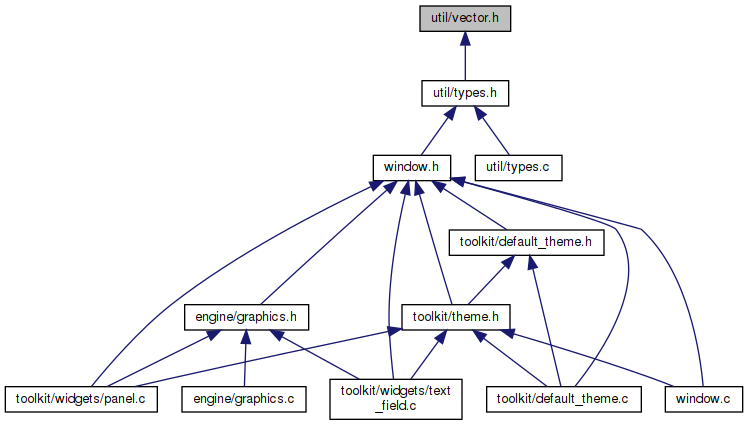 util/vector.h
util/types.h
window.h
util/types.c
toolkit/default_theme.h
engine/graphics.h
toolkit/theme.h
toolkit/widgets/panel.c
engine/graphics.c
toolkit/widgets/text
_field.c
toolkit/default_theme.c
window.c